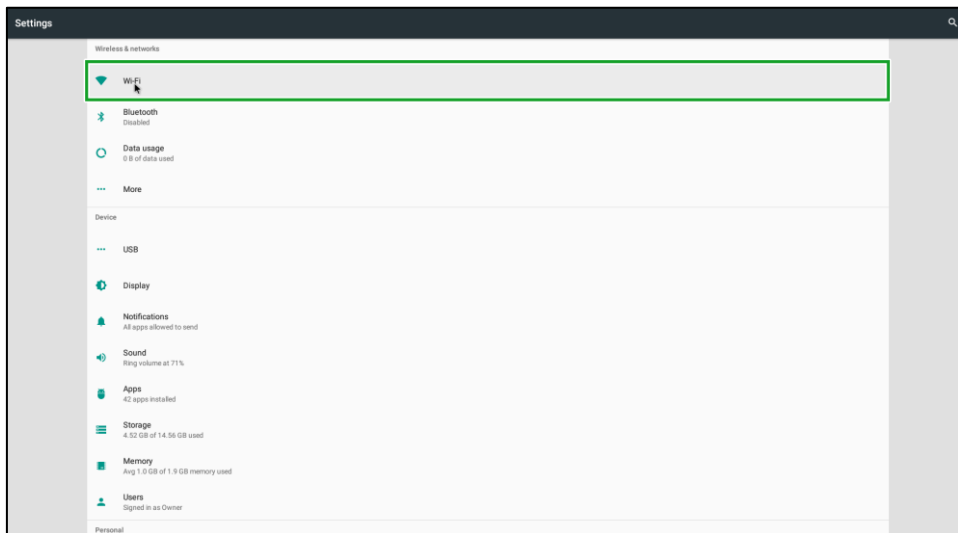 Settings
Wireless & networks
Wi-Fi
Bluetooth
Disabled
Data usage
0 B of data used
More
Device
USB
Display
Notifications
All apps allowed to send
Sound
Ring volume at 71%
Apps
42 apps installed
Storage
4.52 GB of 14.56 GB used
Memory
Avg 1.0 GB of 1.9 GB memory used
Users
Signed in as Owner
Personal